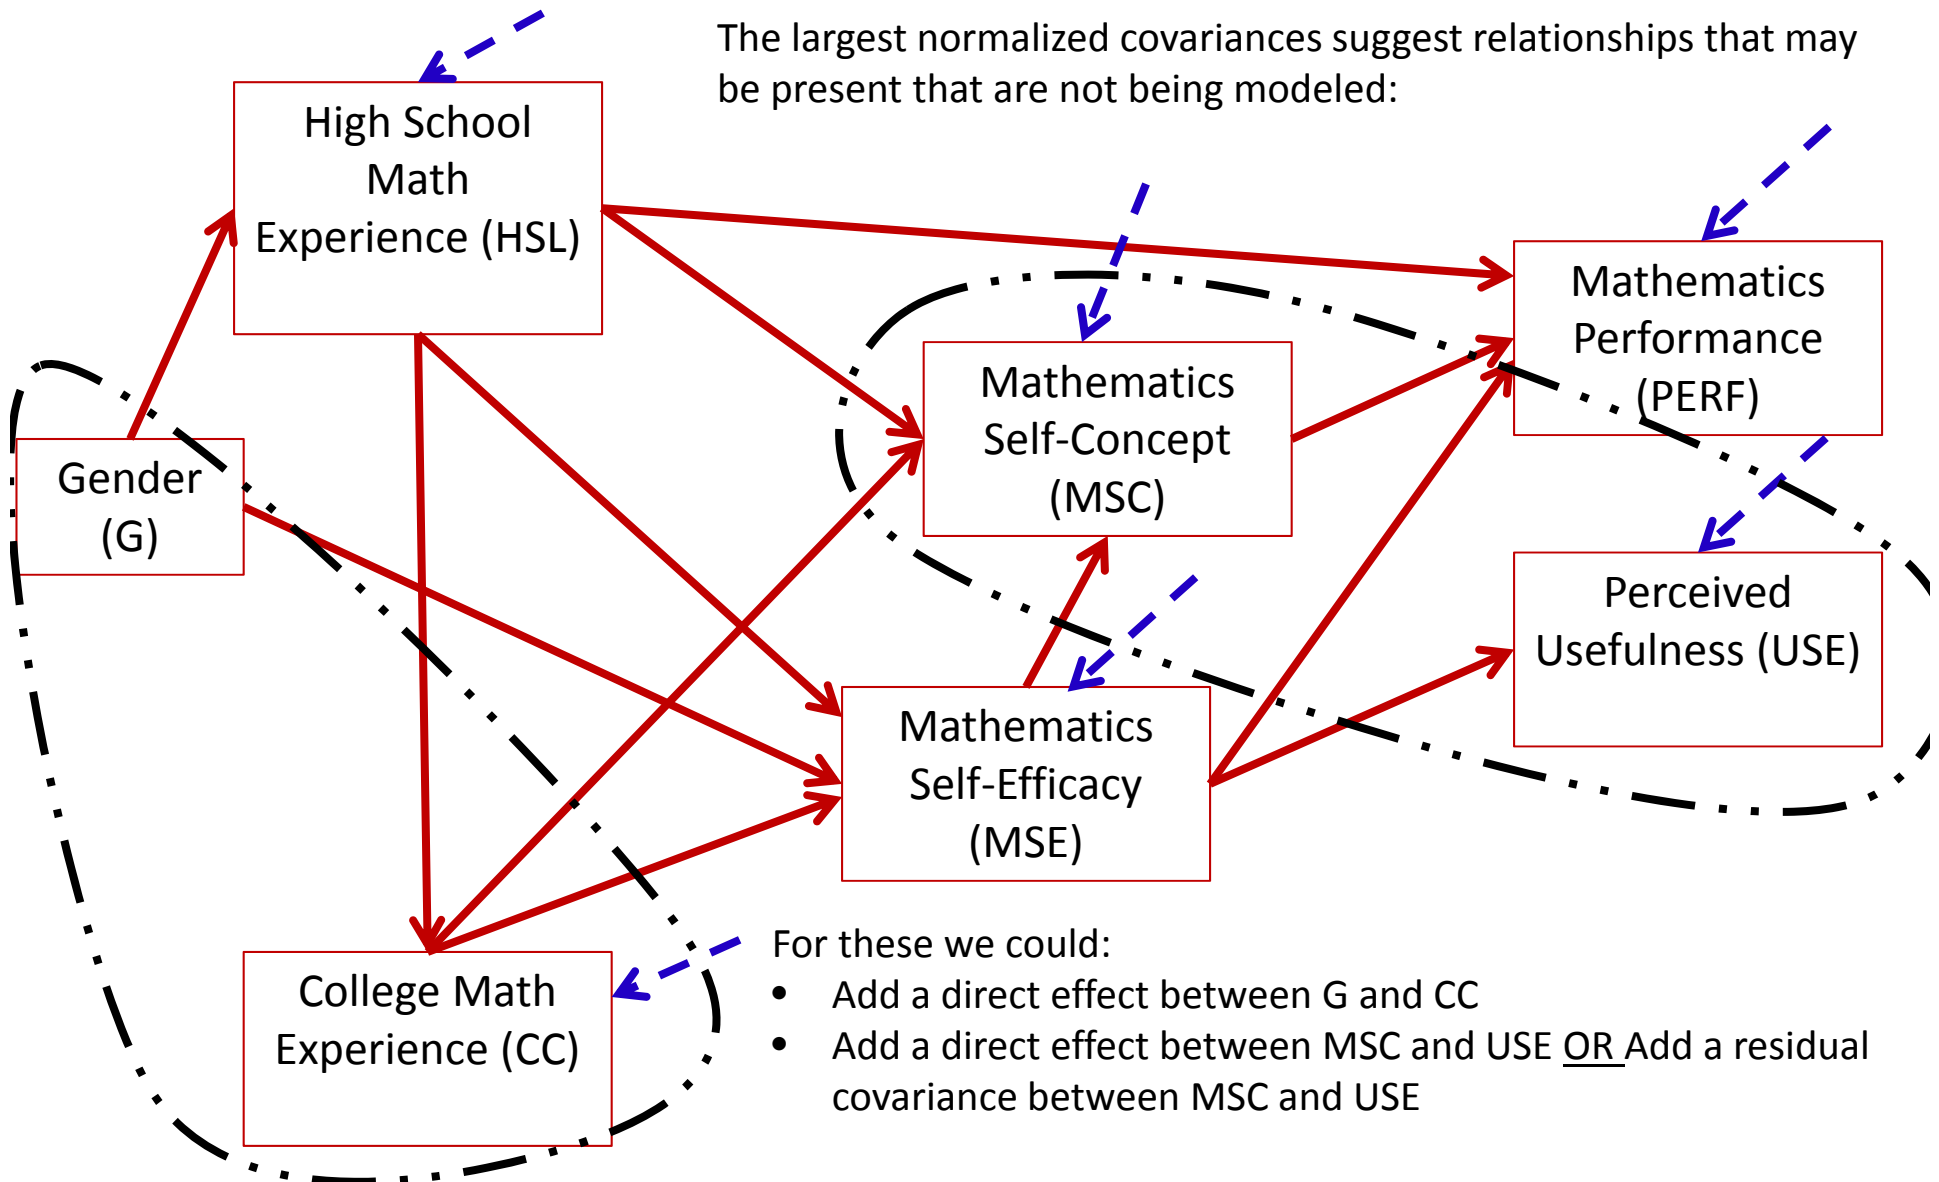 The largest normalized covariances suggest relationships that may
be present that are not being modeled:
High School
Math
Experience (HSL)
Mathematics
Performance
(PERF)
Mathematics
Self-Concept
(MSC)
Gender
(G)
Perceived
Usefulness (USE)
Mathematics
Self-Efficacy
(MSE)
College Math
Experience (CC)
For these we could:
• Add a direct effect between G and CC
• Add a direct effect between MSC and USE OR Add a residual
covariance between MSC and USE